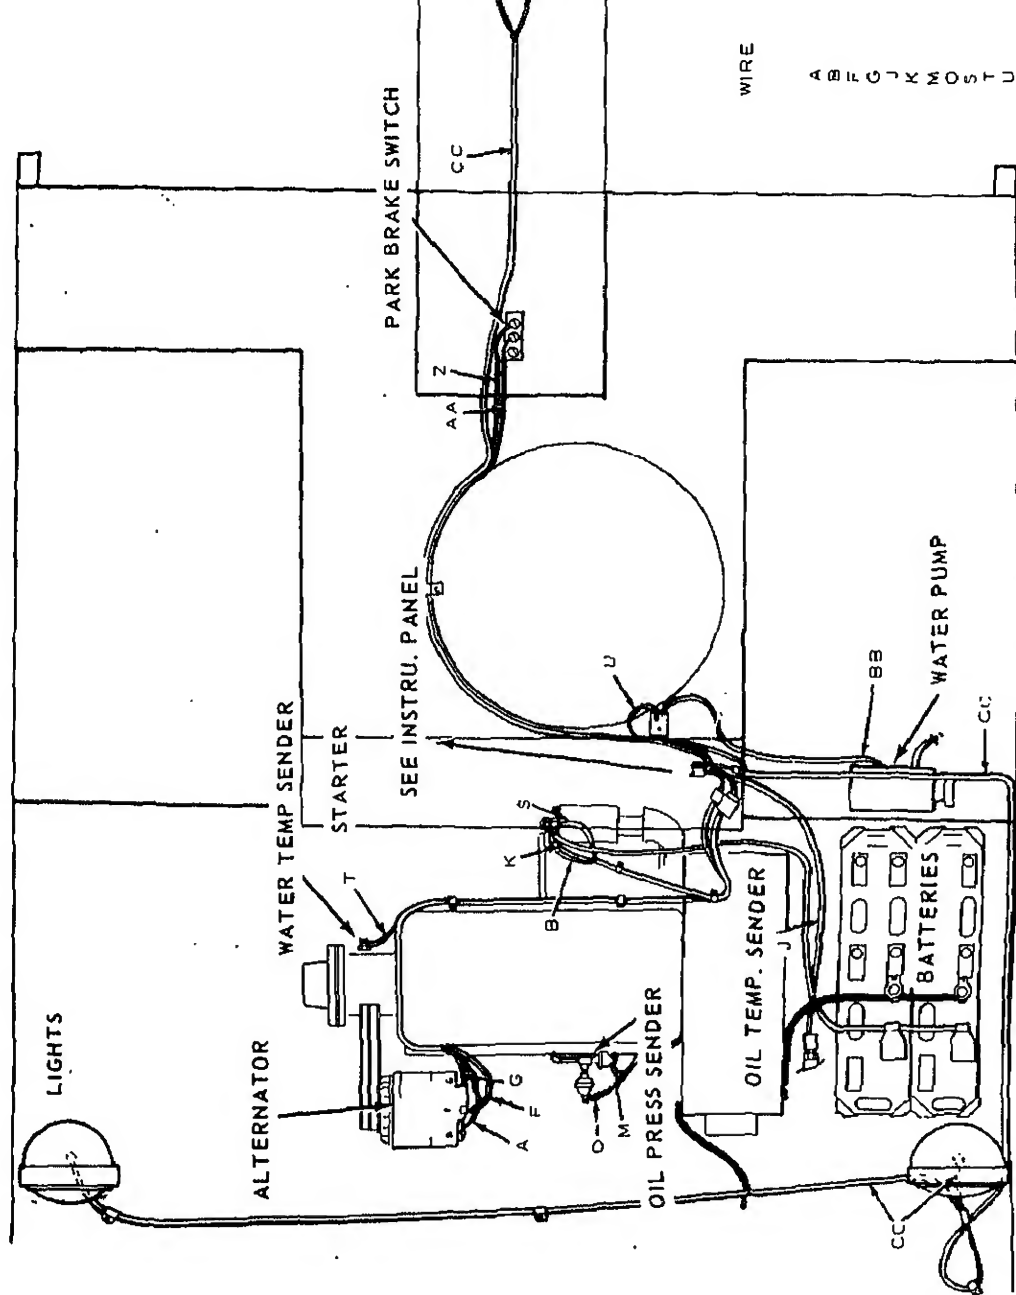 LIGHTS
ALTERNATOR
WATER TEMP SENDER
STARTER
T
PARK BRAKE SWITCH
SEE INSTRU. PANEL
Z
AA
CC
K
G
A
S
F
B
O
U
M
OIL PRESS SENDER
OIL TEMP. SENDER
WIRE
J
A
B
F
G
J
K
M
O
S
T
U
BB
CC
BATTERIES
WATER PUMP
CC